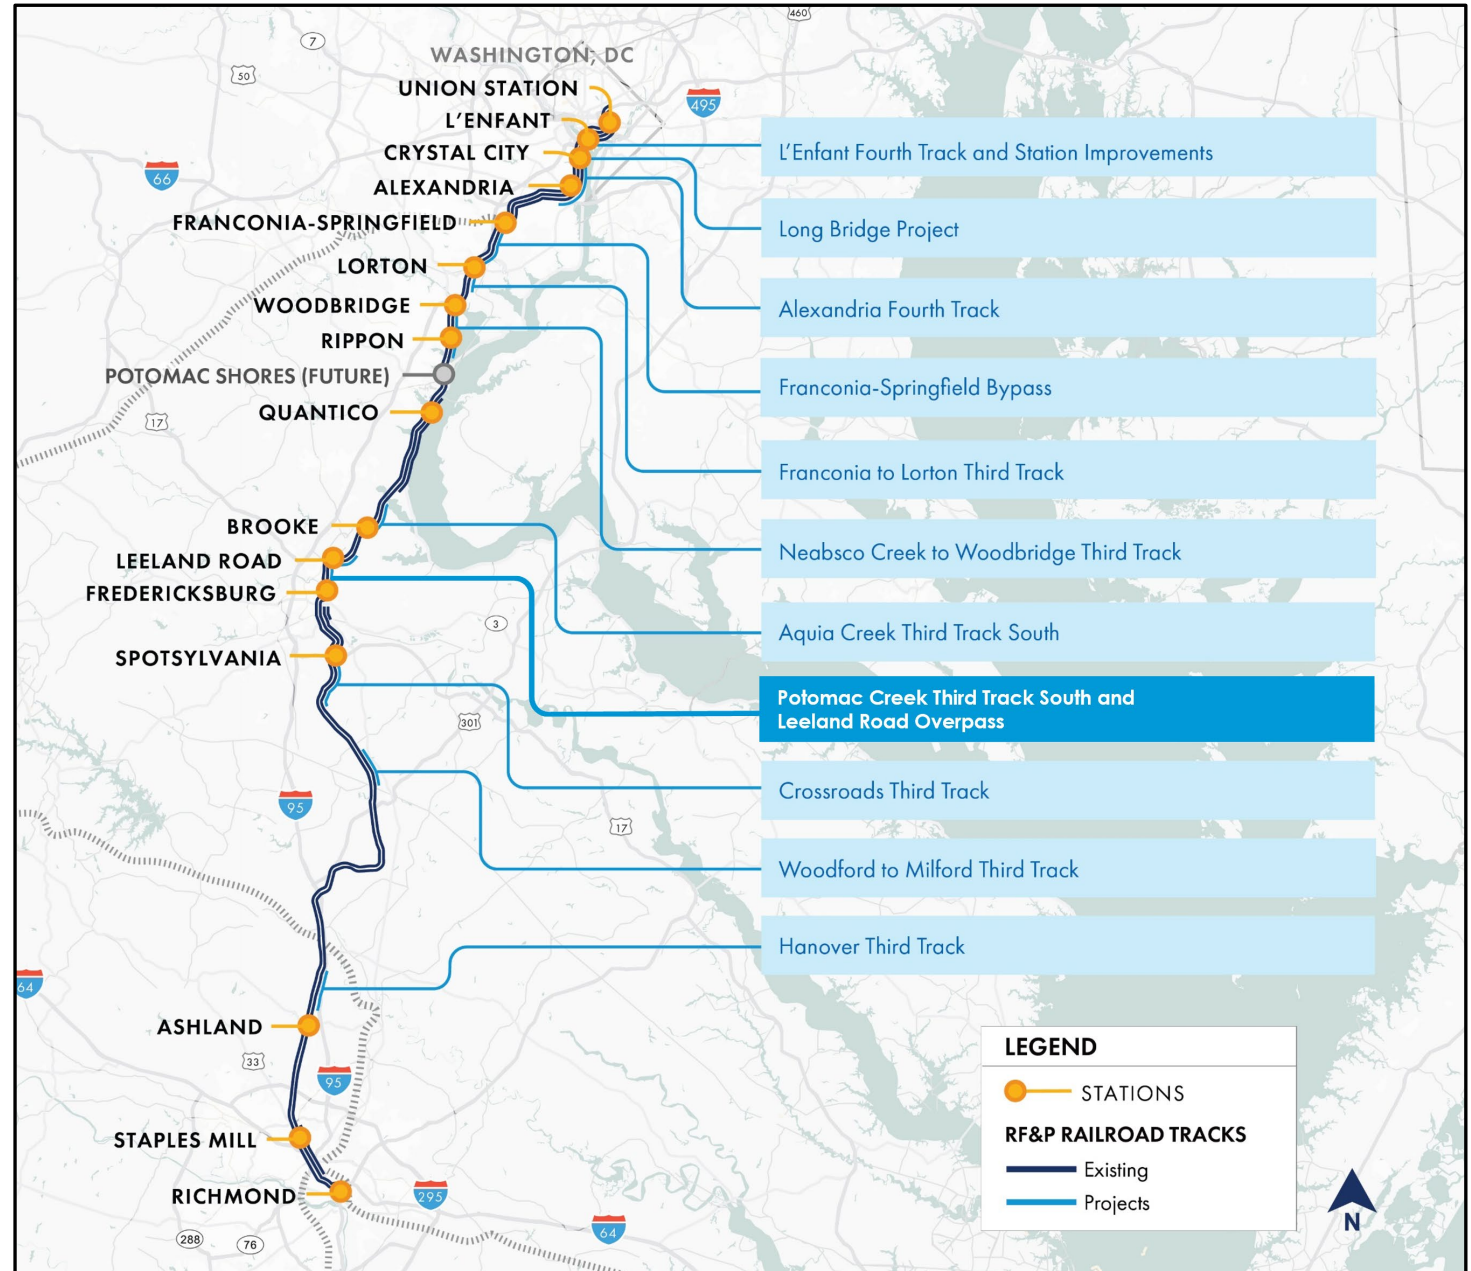 460
7
WASHINGTON, DC
50
UNION STATION
495
L'ENFANT
CRYSTAL CITY
L'Enfant Fourth Track and Station Improvements
66
ALEXANDRIA
FRANCONIA-SPRINGFIELD
Long Bridge Project
LORTON
WOODBRIDGE
Alexandria Fourth Track
RIPPON
POTOMAC SHORES (FUTURE)
Franconia-Springfield Bypass
QUANTICO
17
Franconia to Lorton Third Track
BROOKE
Neabsco Creek to Woodbridge Third Track
LEELAND ROAD
FREDERICKSBURG
3
Aquia Creek Third Track South
SPOTSYLVANIA
Potomac Creek Third Track South and
Leeland Road Overpass
301
Crossroads Third Track
95
17
Woodford to Milford Third Track
Hanover Third Track
64
ASHLAND
LEGEND
33
95
STATIONS
STAPLES MILL
RF&P RAILROAD TRACKS
Existing
RICHMOND
295
Projects
64
N
288
76